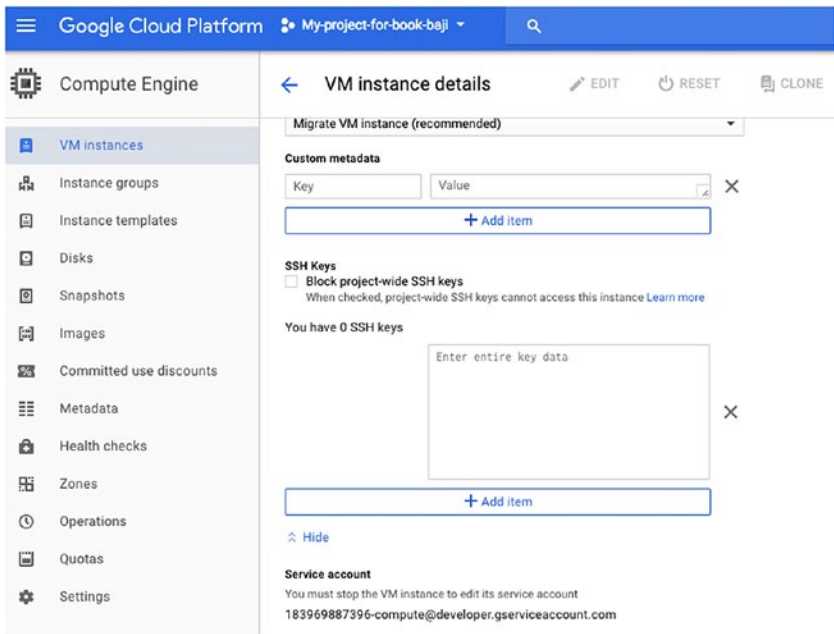 Google Cloud Platform My-project-for-book-baji
Compute Engine
VM instances
Instance groups
Instance templates
Disks
Snapshots
Images
Committed use discounts
Metadata
Health checks
Zones
Operations
Quotas
Settings
VM instance details EDIT RESET CLONE
Migrate VM instance (recommended)
Custom metadata
Key Value
+ Add item
SSH Keys
Block project-wide SSH keys
When checked, project-wide SSH keys cannot access this instance Learn more
You have 0 SSH keys
Enter entire key data
+ Add item
Hide
Service account
You must stop the VM instance to edit its service account
183969887396-compute@developer.gserviceaccount.com